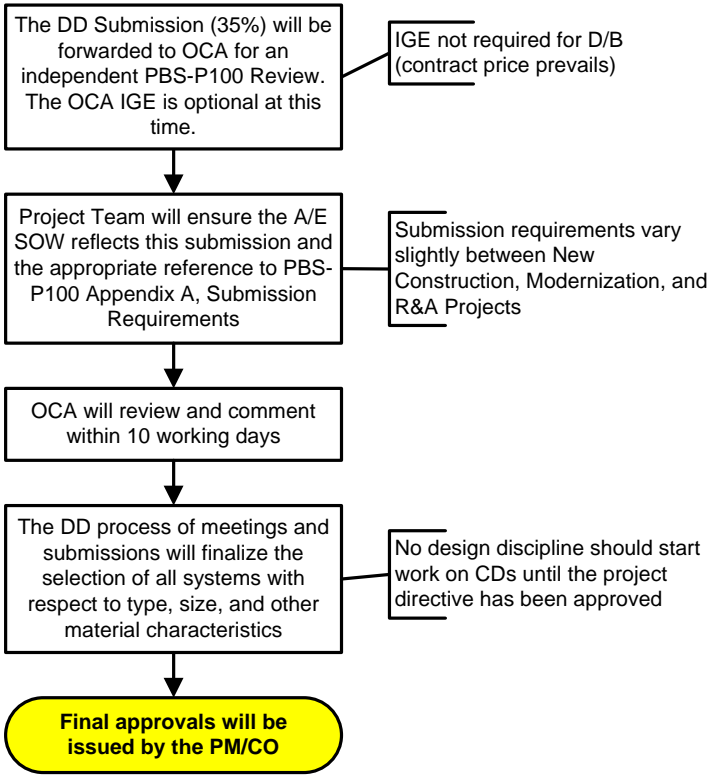 The DD Submission (35%) will be
forwarded to OCA for an
independent PBS-P100 Review.
The OCA IGE is optional at this
time.
IGE not required for D/B
(contract price prevails)
Project Team will ensure the A/E
SOW reflects this submission and
the appropriate reference to PBS-
P100 Appendix A, Submission
Requirements
Submission requirements vary
slightly between New
Construction, Modernization, and
R&A Projects
OCA will review and comment
within 10 working days
The DD process of meetings and
submissions will finalize the
selection of all systems with
respect to type, size, and other
material characteristics
No design discipline should start
work on CDs until the project
directive has been approved
Final approvals will be
issued by the PM/CO